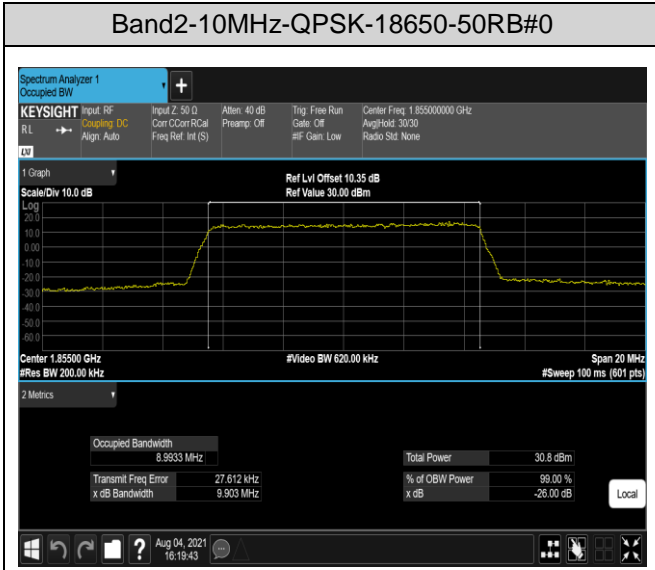 Band2-10MHz-QPSK-18650-50RB#0
Spectrum Analyzer 1
Occupied BW
+
KEYSIGHT Input: RF Input Z: 50 Ω Atten: 40 dB Trig: Free Run Center Freq: 1.855000000 GHz
RL Coupling: DC Corr CCorr RCal Preamp: Off Gate: Off Avg|Hold: 30/30
Align: Auto Freq Ref: Int (S) #IF Gain: Low Radio Std: None
LXI
1 Graph
Ref Lvl Offset 10.35 dB
Scale/Div 10.0 dB Ref Value 30.00 dBm
Log
20.0
10.0
0.00
-10.0
-20.0
-30.0
-40.0
-50.0
-60.0
Center 1.85500 GHz #Video BW 620.00 kHz Span 20 MHz
#Res BW 200.00 kHz #Sweep 100 ms (601 pts)
2 Metrics
Occupied Bandwidth
8.9933 MHz Total Power 30.8 dBm
Transmit Freq Error 27.612 kHz % of OBW Power 99.00 %
x dB Bandwidth 9.903 MHz x dB -26.00 dB
Local
? Aug 04, 2021
16:19:43